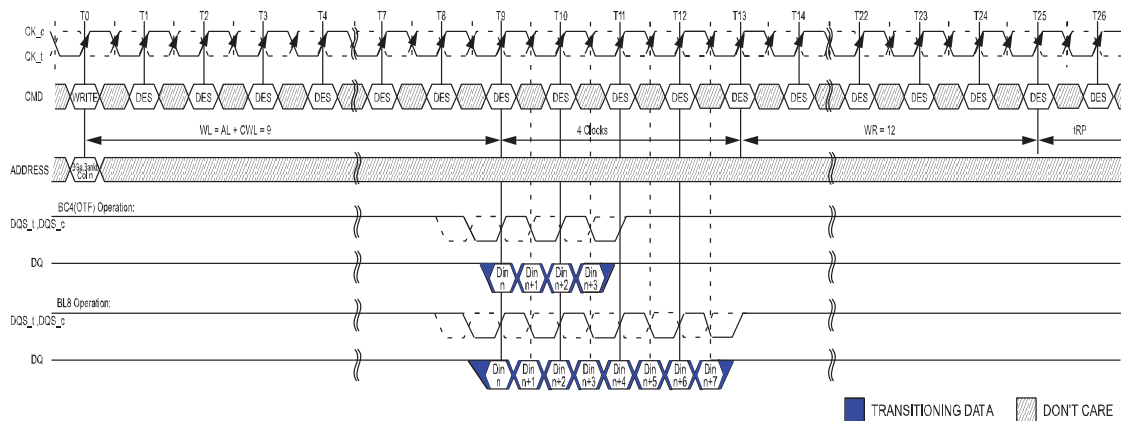 T0 T1 T2 T3 T4 T7 T8 T9 T10 T11 T12 T13 T14 T22 T23 T24 T25 T26
CK_c
CK_t
CMD WRITE DES DES DES DES DES DES DES DES DES DES DES DES DES DES DES DES DES
WL = AL + CWL = 9 4 Clocks WR = 12 tRP
ADDRESS
Col n
BC4(OTF) Operation:
DQS_t ,DQS_c
DQ Din Din Din Din
n n+1 n+2 n+3
BL8 Operation:
DQS_t ,DQS_c
DQ Din Din Din Din Din Din Din Din
n n+1 n+2 n+3 n+4 n+5 n+6 n+7
TRANSITIONING DATA DON'T CARE